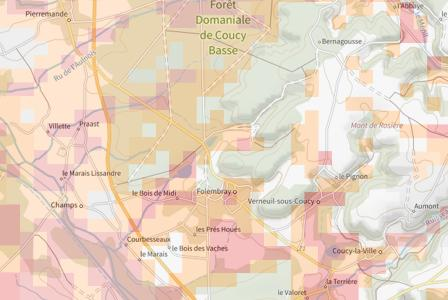 Pierremande
Forêt
Domaniale
de Coucy
Basse
l'Abbaye
Bernagousse
Ru de l'Aulnois
Villette
Praast
Mont de Rosière
le Marais Lissandre
le Pignon
Champs
le Bois de Midi
Folembray
Verneuil-sous-Coucy
Aumont
les Prés Houés
Courbesseaux
le Bois des Vaches
le Marais
Coucy-la-Ville
la Terrière
le Valoret